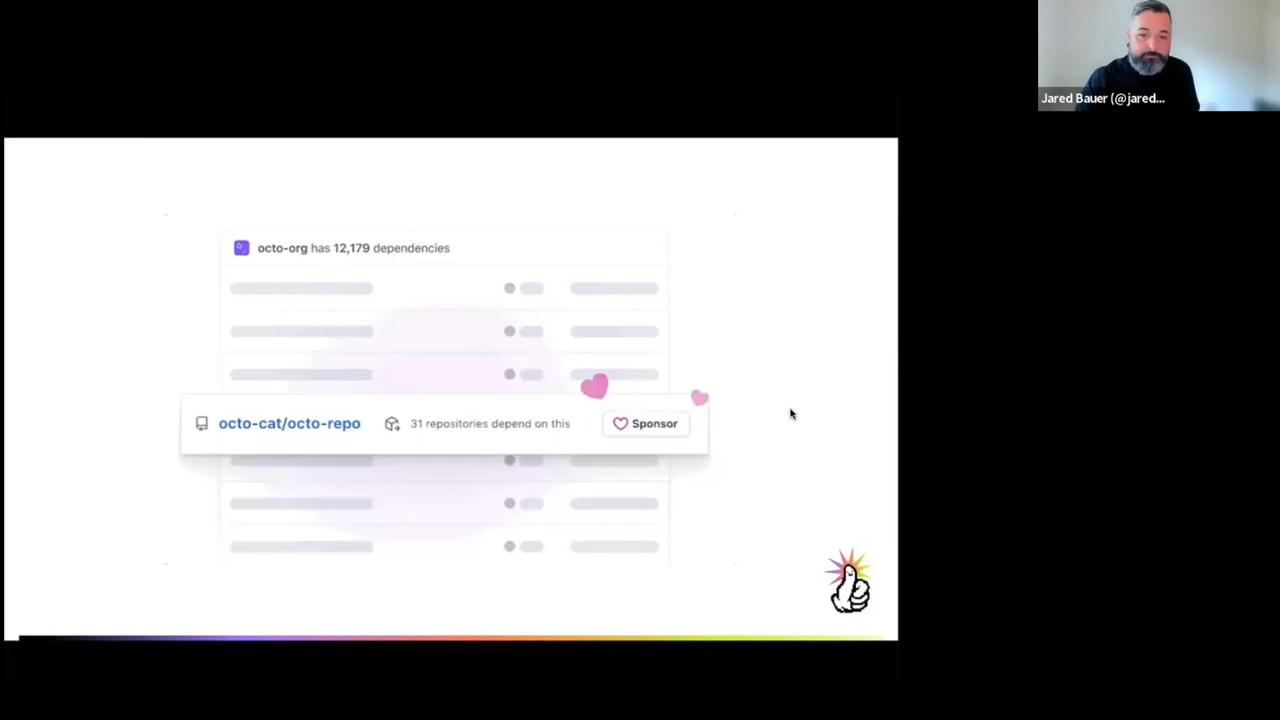 Jared Bauer (@jared...
octo-org has 12,179 dependencies
octo-cat/octo-repo 31 repositories depend on this Sponsor